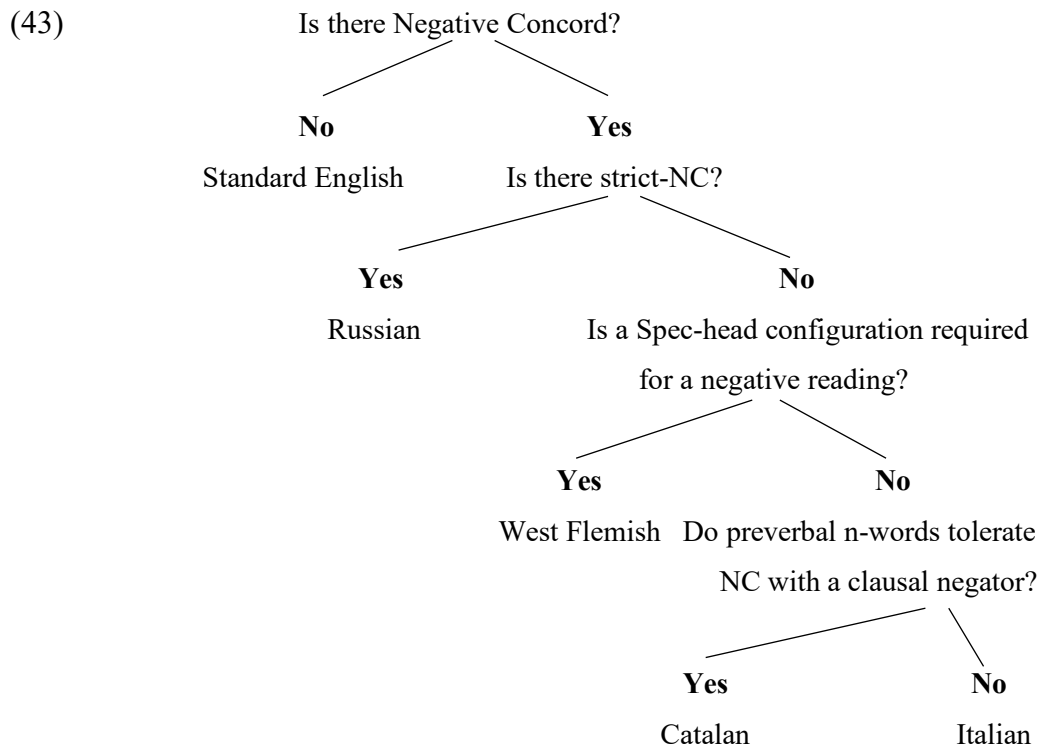 (43) Is there Negative Concord?
No Yes
Standard English Is there strict-NC?
Yes No
Russian Is a Spec-head configuration required
for a negative reading?
Yes No
West Flemish Do preverbal n-words tolerate
NC with a clausal negator?
Yes No
Catalan Italian